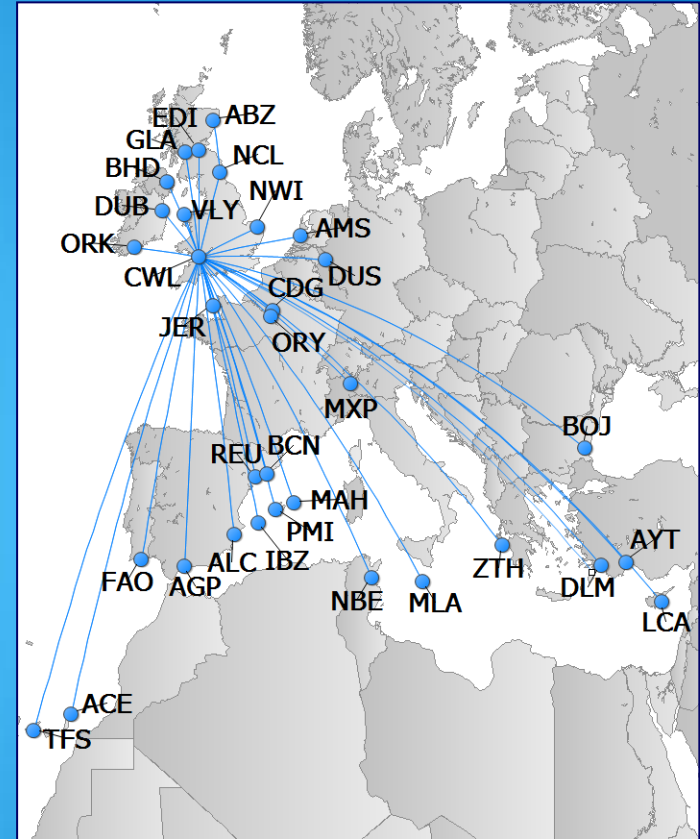 ABZ
EDI
GLA
NCL
BHD
NWI
DUB
VLY
ORK
AMS
CWL
DUS
CDG
JER
ORY
MXP
BOJ
REU
BCN
MAH
PMI
AYT
ALC
IBZ
ZTH
FAO
AGP
DLM
NBE
MLA
LCA
ACE
TFS